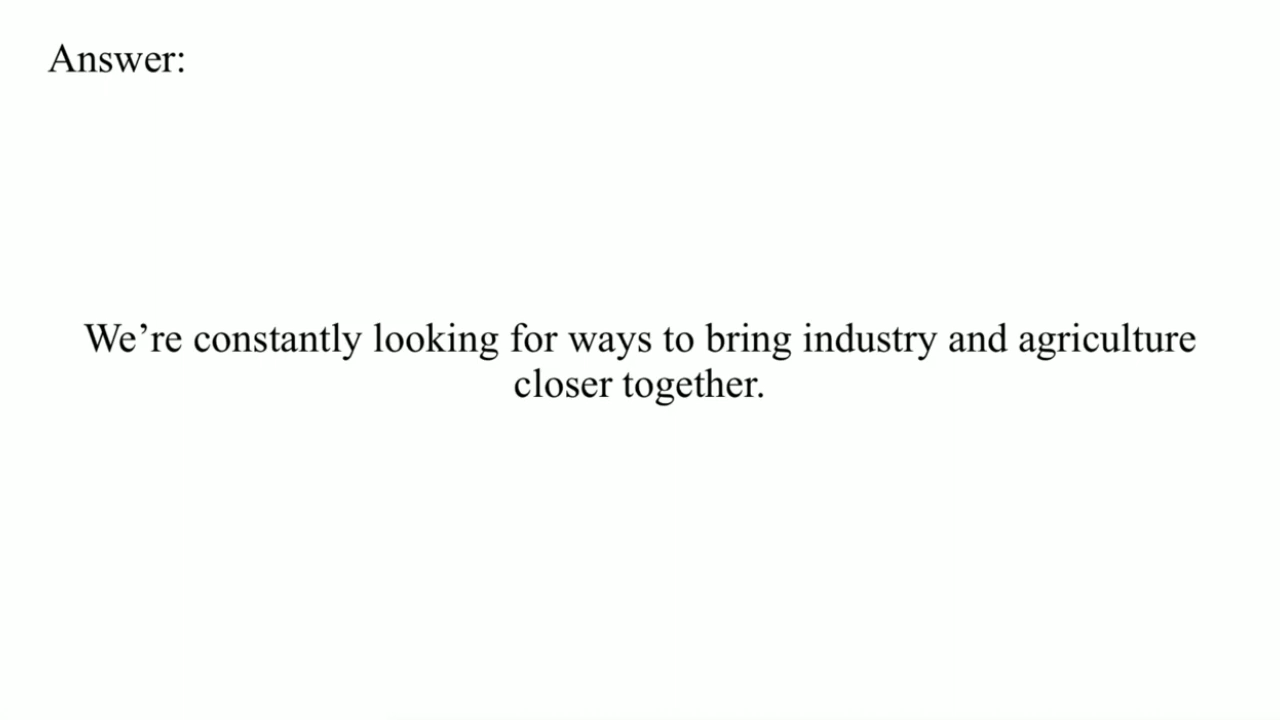 Answer:
We’re constantly looking for ways to bring industry and agriculture
closer together.